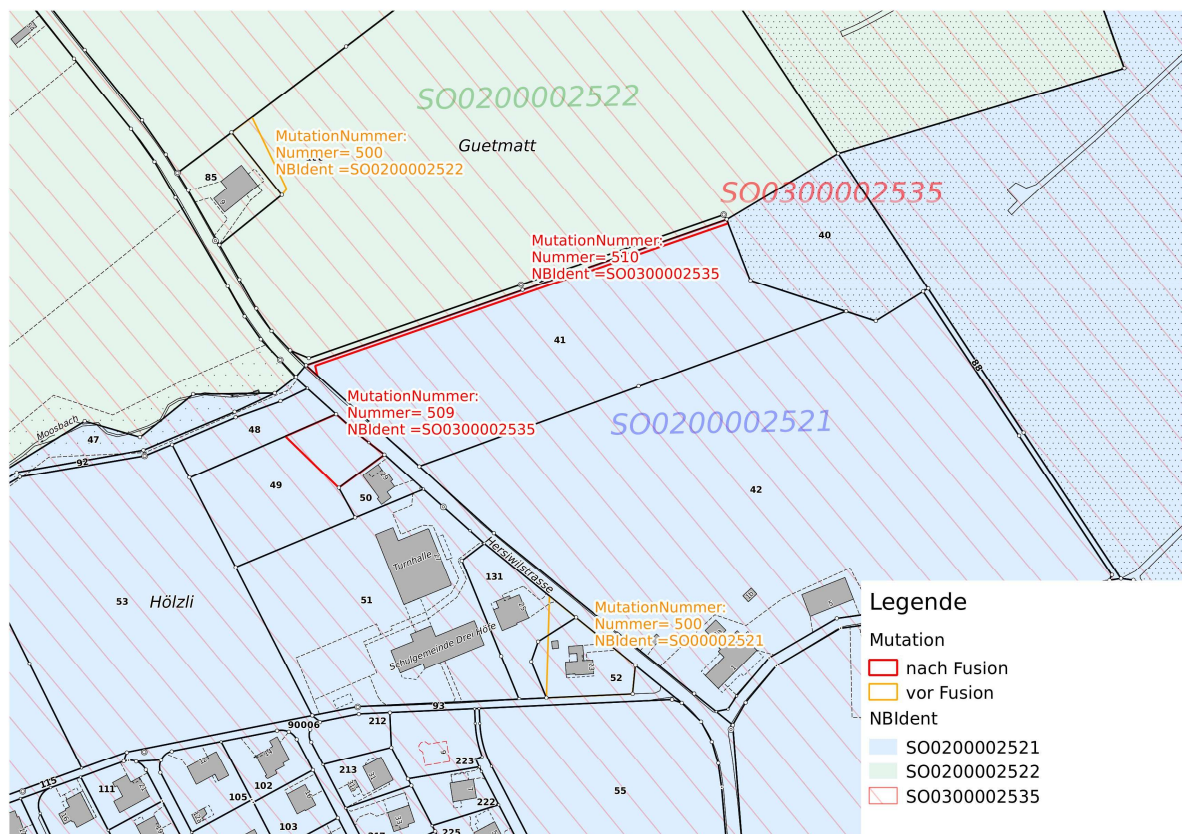 SO0200002522
MutationNummer:
Nummer= 500
NBIdent =SO0200002522
Guetmatt
85
SO0300002535
40
MutationNummer:
Nummer= 510
NBIdent =SO0300002535
41
88
MutationNummer:
Nummer= 509
NBIdent =SO0300002535
SO0200002521
Moosbach
47
48
92
49
50
42
Turnhalle
Hersiwilstrasse
131
53
Hölzli
51
Schulgemeinde Drei Höfe
MutationNummer:
Nummer= 500
NBIdent =SO00002521
52
93
90006
212
115
111
105
102
103
213
223
222
225
55
Legende
Mutation
nach Fusion
vor Fusion
NBIdent
SO0200002521
SO0200002522
SO0300002535